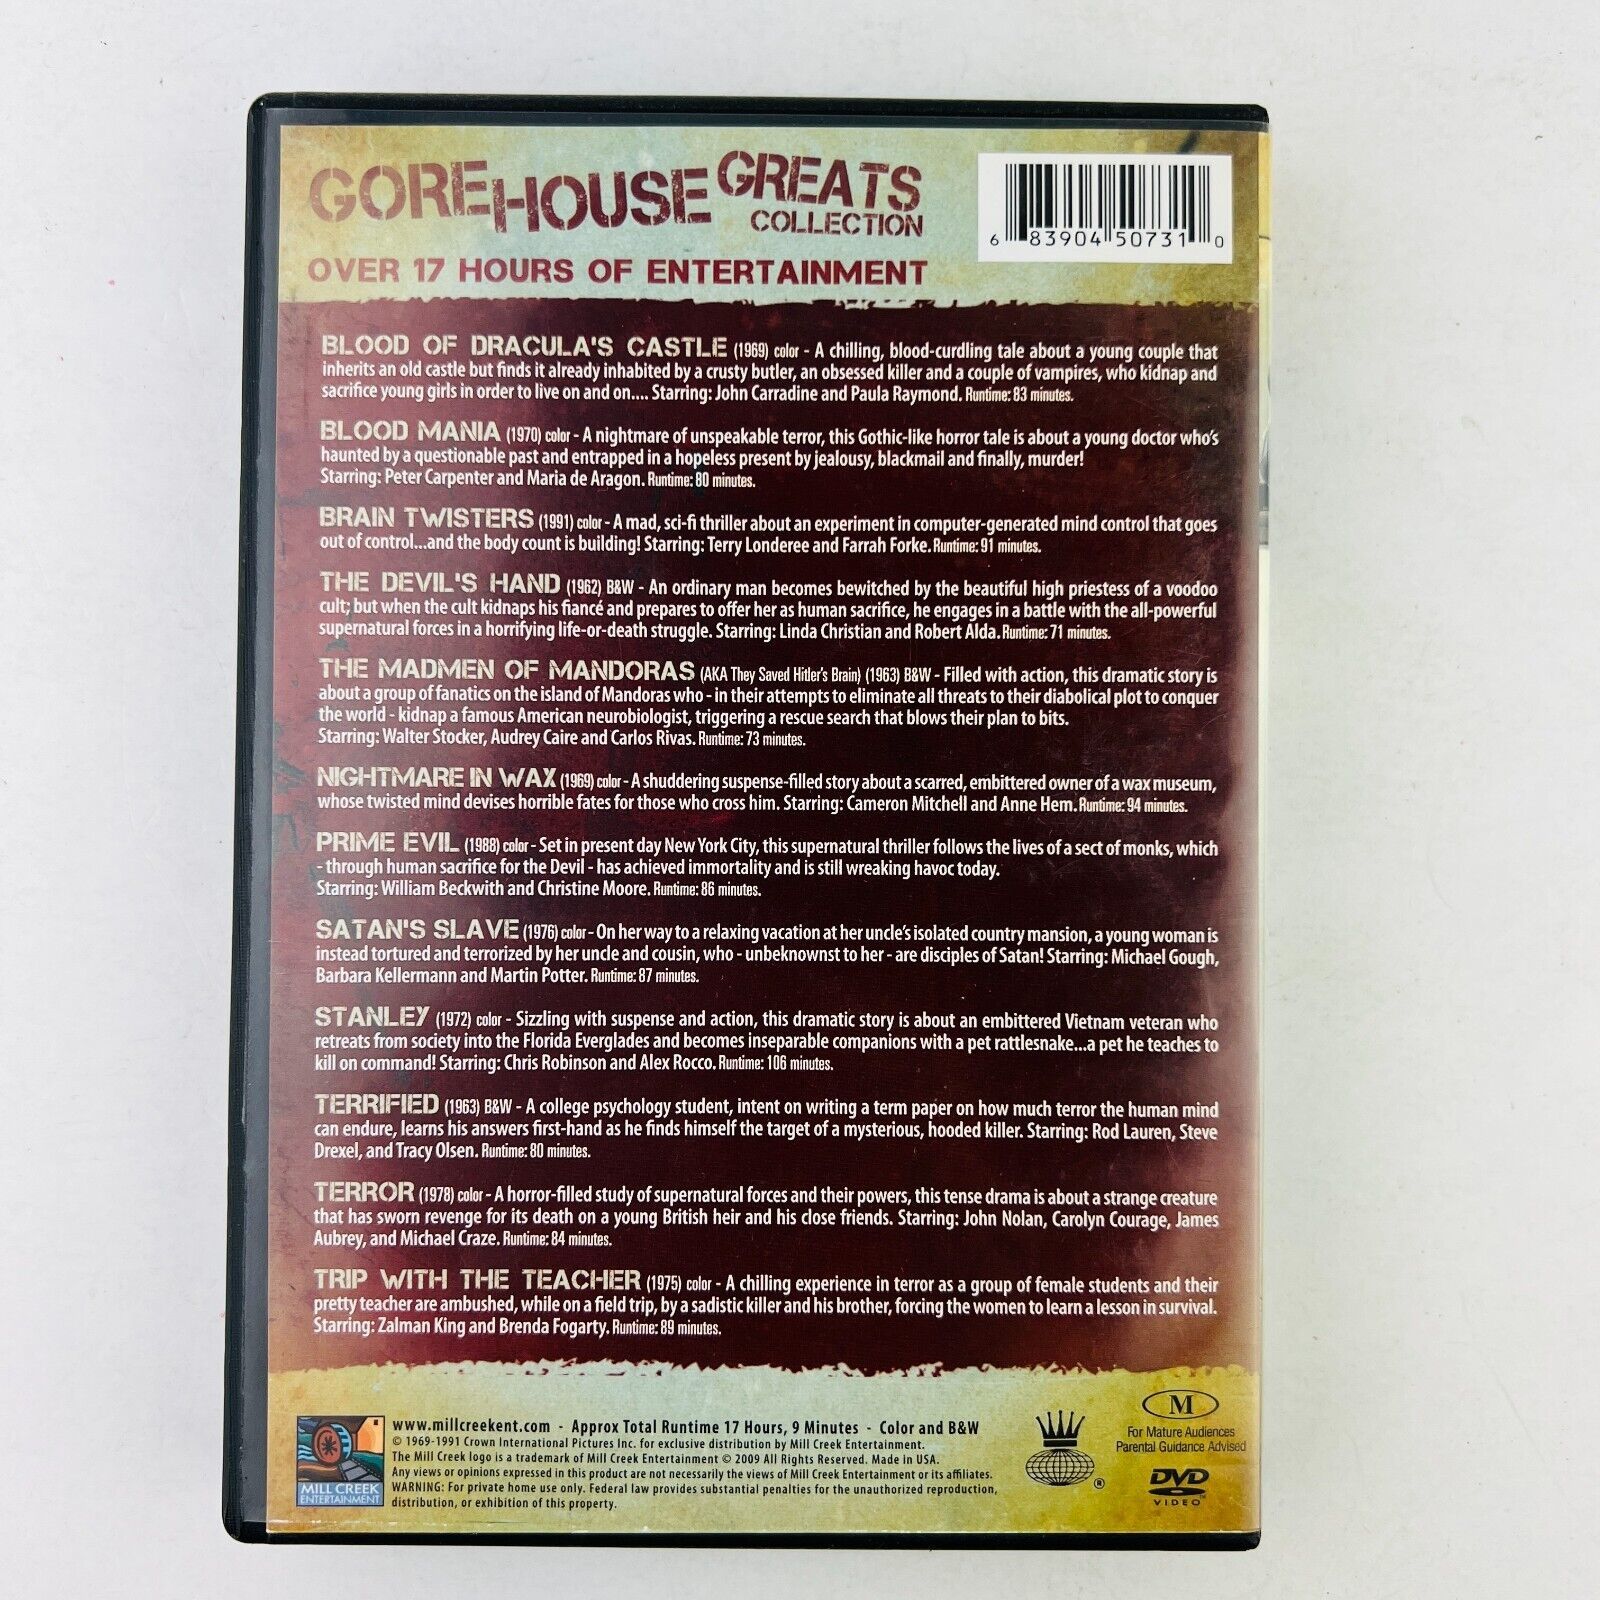 GOREHOUSE GREATS
COLLECTION
6 83904 50731 0
OVER 17 HOURS OF ENTERTAINMENT
BLOOD OF DRACULA'S CASTLE (1969) color - A chilling, blood-curdling tale about a young couple that
inherits an old castle but finds it already inhabited by a crusty butler, an obsessed killer and a couple of vampires, who kidnap and
sacrifice young girls in order to live on and on.... Starring: John Carradine and Paula Raymond. Runtime: 83 minutes.
BLOOD MANIA (1970) color - A nightmare of unspeakable terror, this Gothic-like horror tale is about a young doctor who's
haunted by a questionable past and entrapped in a hopeless present by jealousy, blackmail and finally, murder!
Starring: Peter Carpenter and Maria de Aragon. Runtime: 80 minutes.
BRAIN TWISTERS (1991) color - A mad, sci-fi thriller about an experiment in computer-generated mind control that goes
out of control...and the body count is building! Starring: Terry Londeree and Farrah Forke. Runtime: 91 minutes.
THE DEVIL'S HAND (1962) B&W - An ordinary man becomes bewitched by the beautiful high priestess of a voodoo
cult; but when the cult kidnaps his fiancé and prepares to offer her as human sacrifice, he engages in a battle with the all-powerful
supernatural forces in a horrifying life-or-death struggle. Starring: Linda Christian and Robert Alda. Runtime: 71 minutes.
THE MADMEN OF MANDORAS (AKA They Saved Hitler's Brain) (1963) B&W - Filled with action, this dramatic story is
about a group of fanatics on the island of Mandoras who - in their attempts to eliminate all threats to their diabolical plot to conquer
the world - kidnap a famous American neurobiologist, triggering a rescue search that blows their plan to bits.
Starring: Walter Stocker, Audrey Caire and Carlos Rivas. Runtime: 73 minutes.
NIGHTMARE IN WAX (1969) color - A shuddering suspense-filled story about a scarred, embittered owner of a wax museum,
whose twisted mind devises horrible fates for those who cross him. Starring: Cameron Mitchell and Anne Hem. Runtime: 94 minutes.
PRIME EVIL (1988) color - Set in present day New York City, this supernatural thriller follows the lives of a sect of monks, which
- through human sacrifice for the Devil - has achieved immortality and is still wreaking havoc today.
Starring: William Beckwith and Christine Moore. Runtime: 86 minutes.
SATAN'S SLAVE (1976) color - On her way to a relaxing vacation at her uncle's isolated country mansion, a young woman is
instead tortured and terrorized by her uncle and cousin, who - unbeknownst to her - are disciples of Satan! Starring: Michael Gough,
Barbara Kellermann and Martin Potter. Runtime: 87 minutes.
STANLEY (1972) color - Sizzling with suspense and action, this dramatic story is about an embittered Vietnam veteran who
retreats from society into the Florida Everglades and becomes inseparable companions with a pet rattlesnake...a pet he teaches to
kill on command! Starring: Chris Robinson and Alex Rocco. Runtime: 106 minutes.
TERRIFIED (1963) B&W - A college psychology student, intent on writing a term paper on how much terror the human mind
can endure, learns his answers first-hand as he finds himself the target of a mysterious, hooded killer. Starring: Rod Lauren, Steve
Drexel, and Tracy Olsen. Runtime: 80 minutes.
TERROR (1978) color - A horror-filled study of supernatural forces and their powers, this tense drama is about a strange creature
that has sworn revenge for its death on a young British heir and his close friends. Starring: John Nolan, Carolyn Courage, James
Aubrey, and Michael Craze. Runtime: 84 minutes.
TRIP WITH THE TEACHER (1975) color - A chilling experience in terror as a group of female students and their
pretty teacher are ambushed, while on a field trip, by a sadistic killer and his brother, forcing the women to learn a lesson in survival.
Starring: Zalman King and Brenda Fogarty. Runtime: 89 minutes.
MILL CREEK
ENTERTAINMENT
www.millcreekent.com - Approx Total Runtime 17 Hours, 9 Minutes - Color and B&W
© 1969-1991 Crown International Pictures Inc. for exclusive distribution by Mill Creek Entertainment.
The Mill Creek logo is a trademark of Mill Creek Entertainment © 2009 All Rights Reserved. Made in USA.
Any views or opinions expressed in this product are not necessarily the views of Mill Creek Entertainment or its affiliates.
WARNING: For private home use only. Federal law provides substantial penalties for the unauthorized reproduction,
distribution, or exhibition of this property.
®
M
For Mature Audiences
Parental Guidance Advised
DVD
VIDEO™